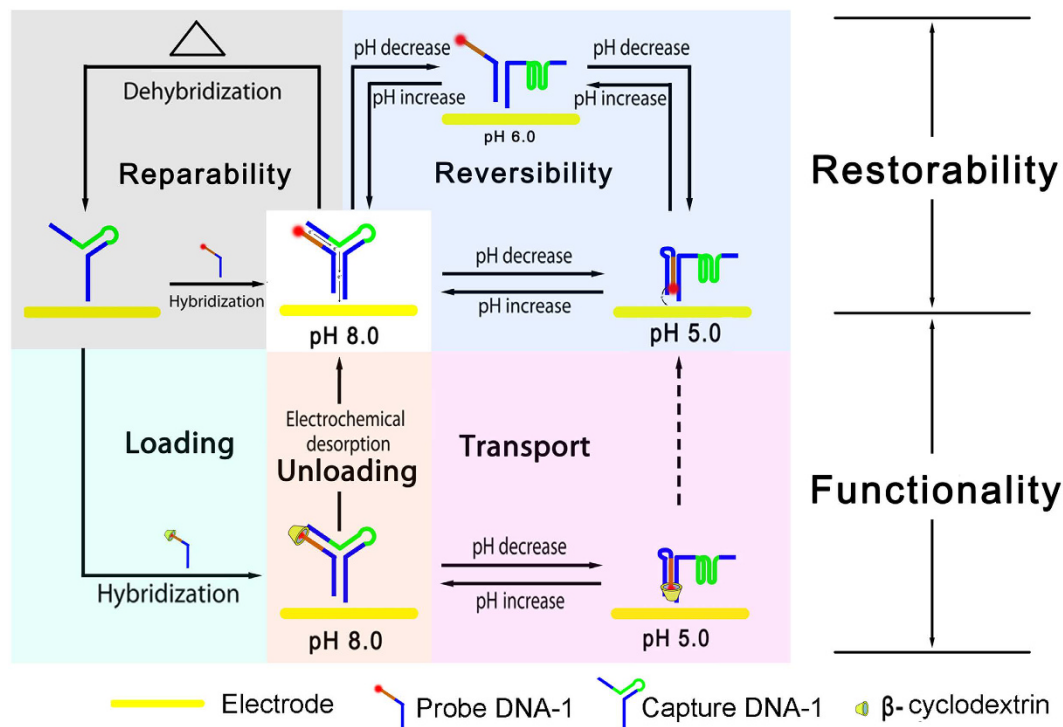 Dehybridization
pH decrease
pH increase
pH decrease
pH increase
pH 6.0
Reparability
Reversibility
Restorability
Hybridization
pH decrease
pH increase
pH 8.0
pH 5.0
Electrochemical
desorption
Loading
Unloading
Transport
Functionality
Hybridization
pH decrease
pH increase
pH 8.0
pH 5.0
Electrode
Probe DNA-1
Capture DNA-1
β- cyclodextrin